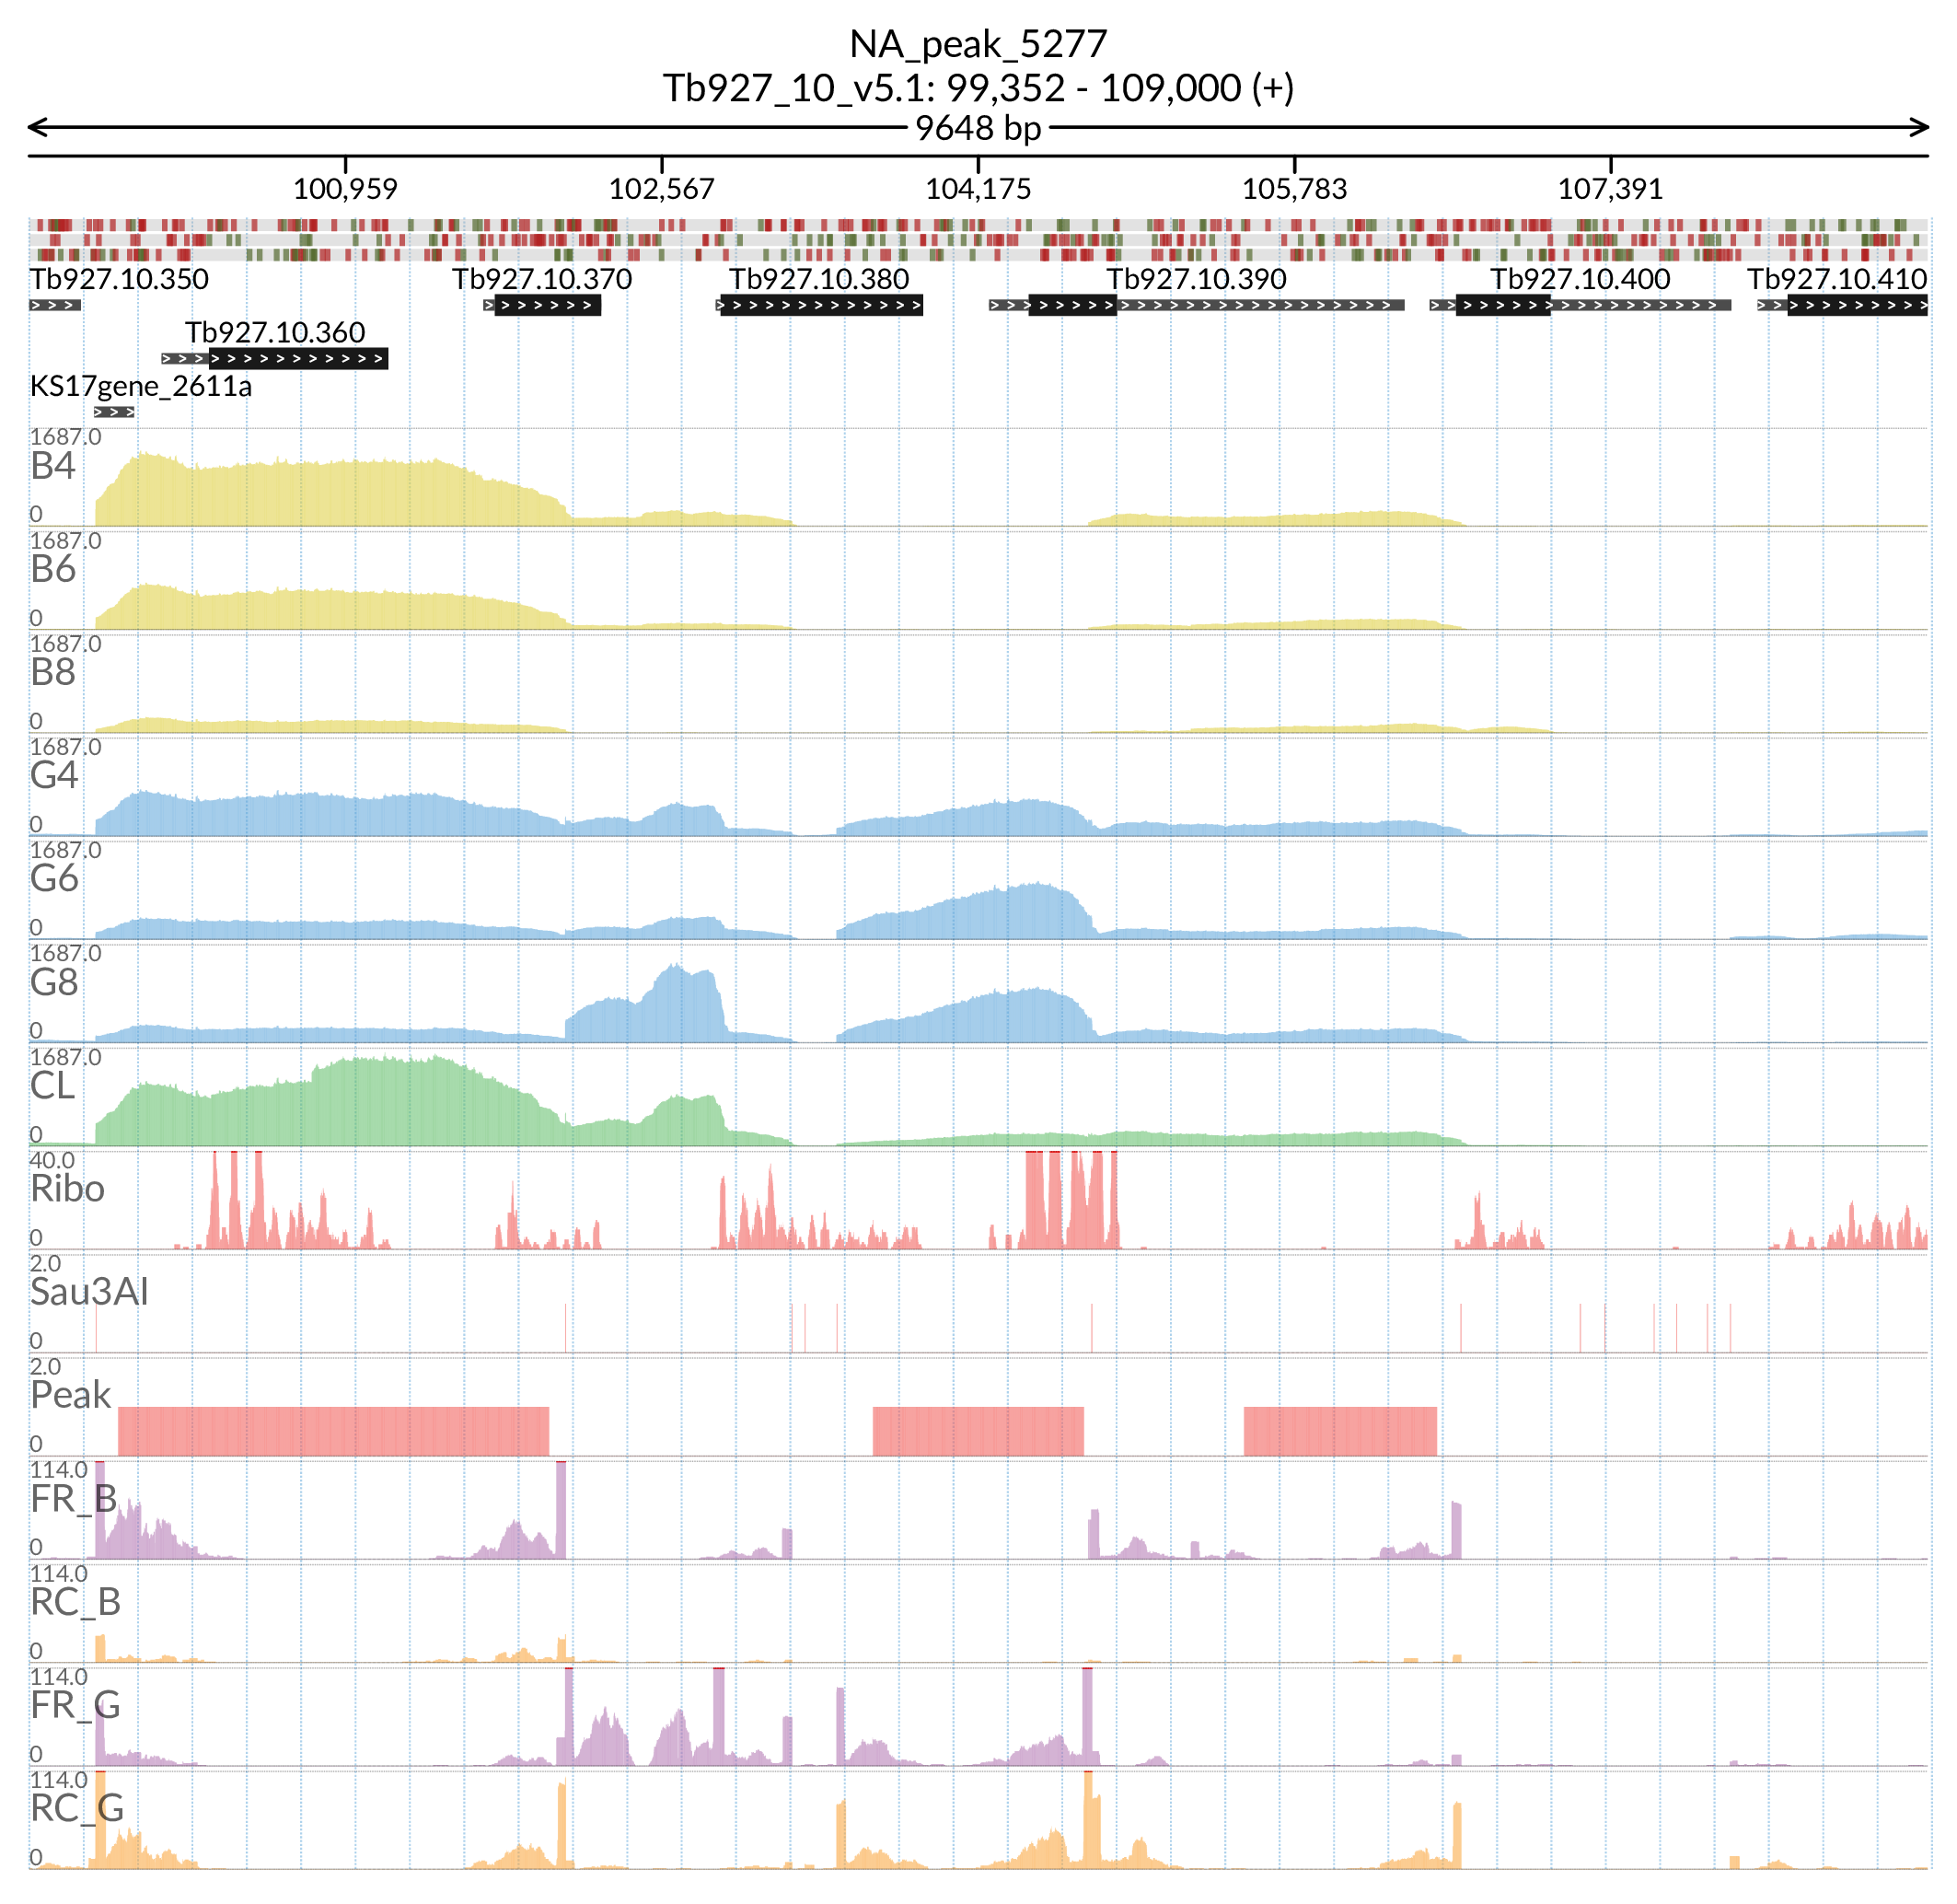 NA_peak_5277
Tb927_10_v5.1: 99,352 - 109,000 (+)
9648 bp
100,959 102,567 104,175 105,783 107,391
Tb927.10.350 Tb927.10.370 Tb927.10.380 Tb927.10.390 Tb927.10.400 Tb927.10.410
Tb927.10.360
KS17gene_2611a
1687.0
B4
0
1687.0
B6
0
1687.0
B8
0
1687.0
G4
0
1687.0
G6
0
1687.0
G8
0
1687.0
CL
0
40.0
Ribo
0
2.0
Sau3AI
0
2.0
Peak
0
114.0
FR_B
0
114.0
RC_B
0
114.0
FR_G
0
114.0
RC_G
0